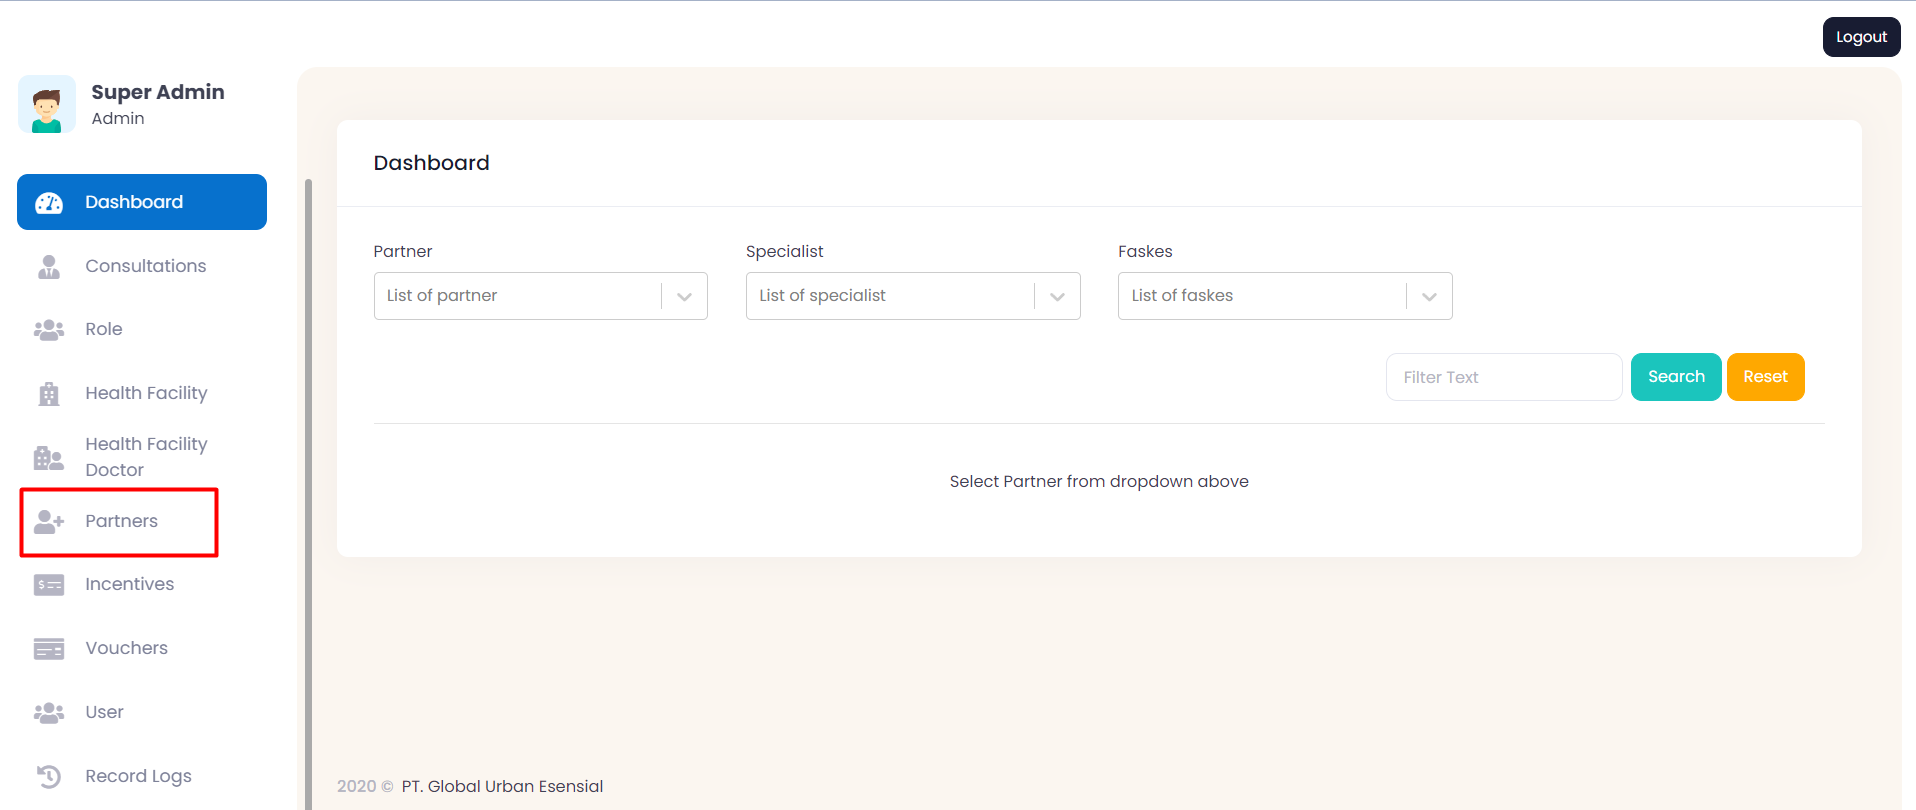 Logout
Super Admin
Admin
Dashboard
Consultations
Role
Health Facility
Health Facility
Doctor
Partners
Incentives
Vouchers
User
Record Logs
Dashboard
Partner
Specialist
Faskes
List of partner
List of specialist
List of faskes
Filter Text
Search
Reset
Select Partner from dropdown above
2020 © PT. Global Urban Esensial